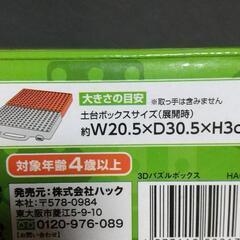 大きさの目安 ※取っ手は含みません
土台ボックスサイズ(展開時)
約W20.5×D30.5×H3c
対象年齢4歳以上
発売元:株式会社ハック
〒578-0984
東大阪市菱江5-9-10
0120-976-089
3Dパズルボックス HA